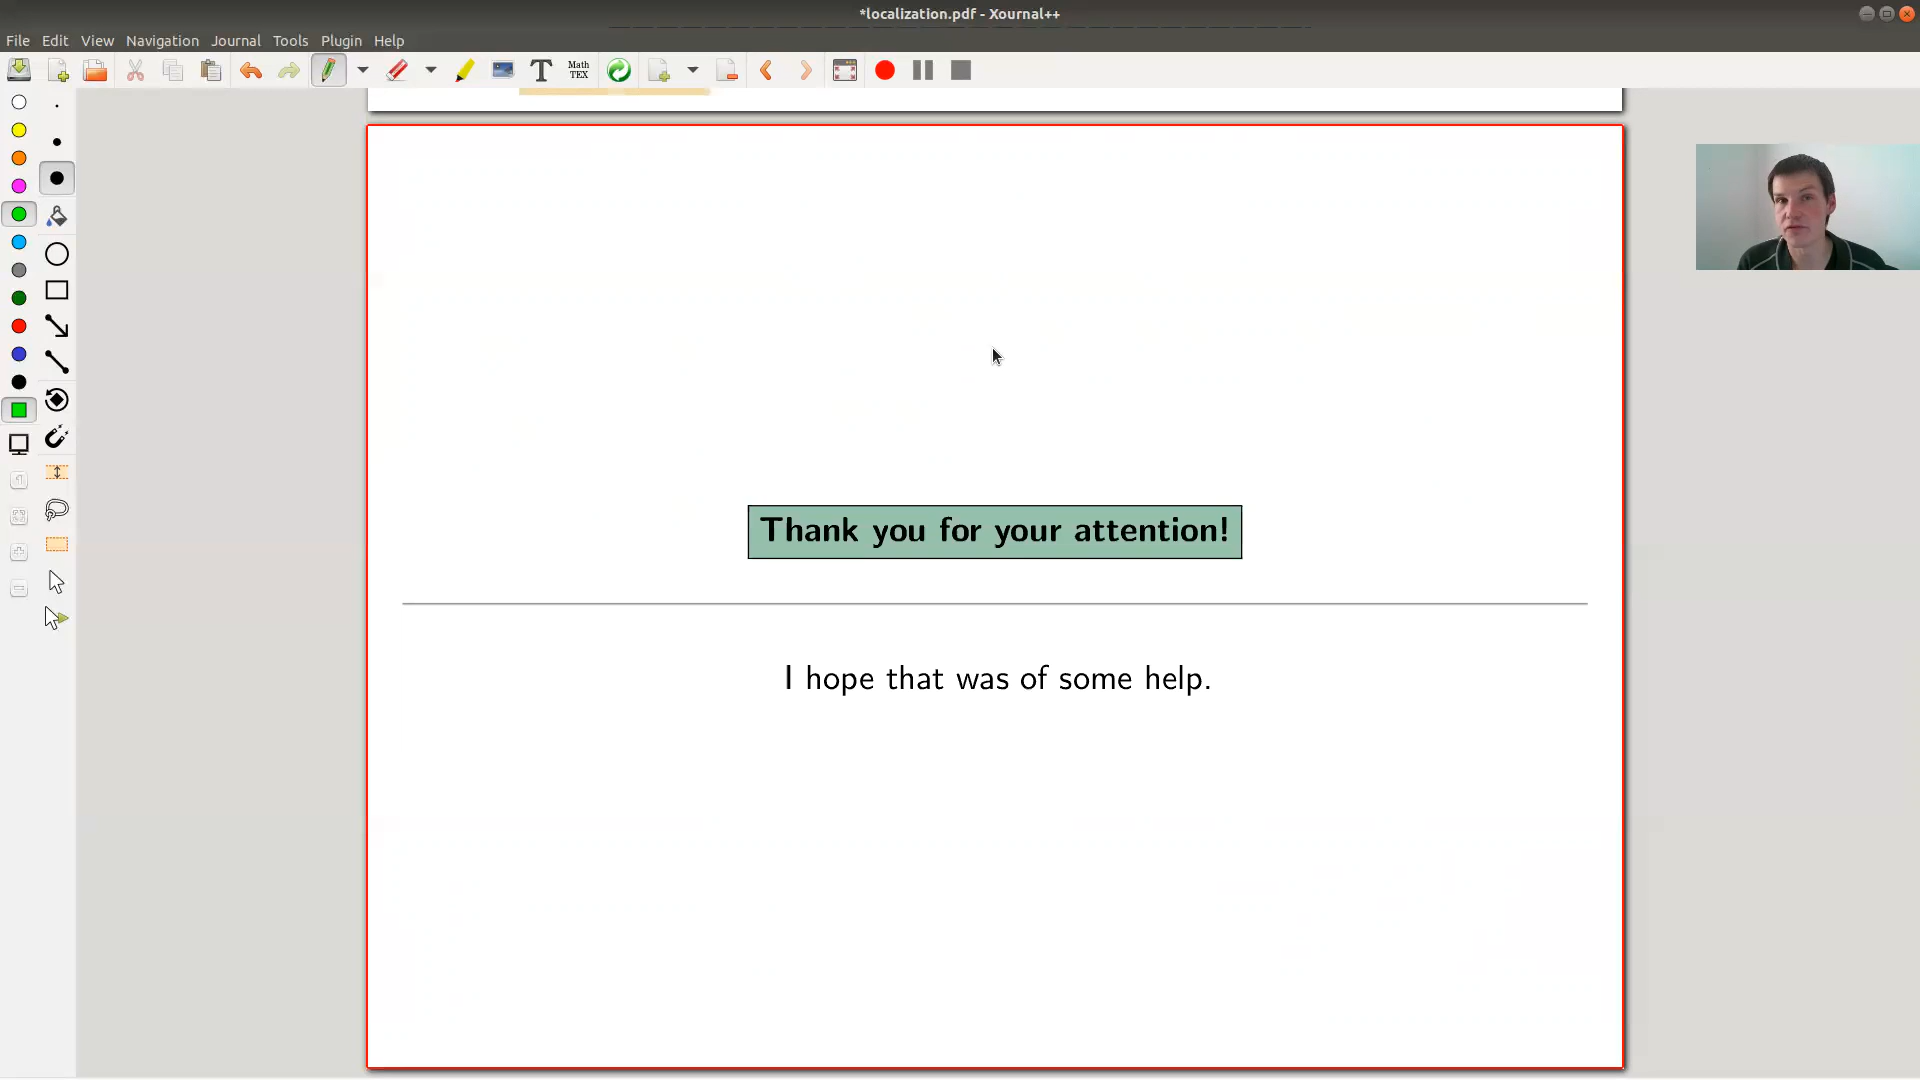 *localization.pdf - Xournal++
File Edit View Navigation Journal Tools Plugin Help
T Math TEX
Thank you for your attention!
I hope that was of some help.